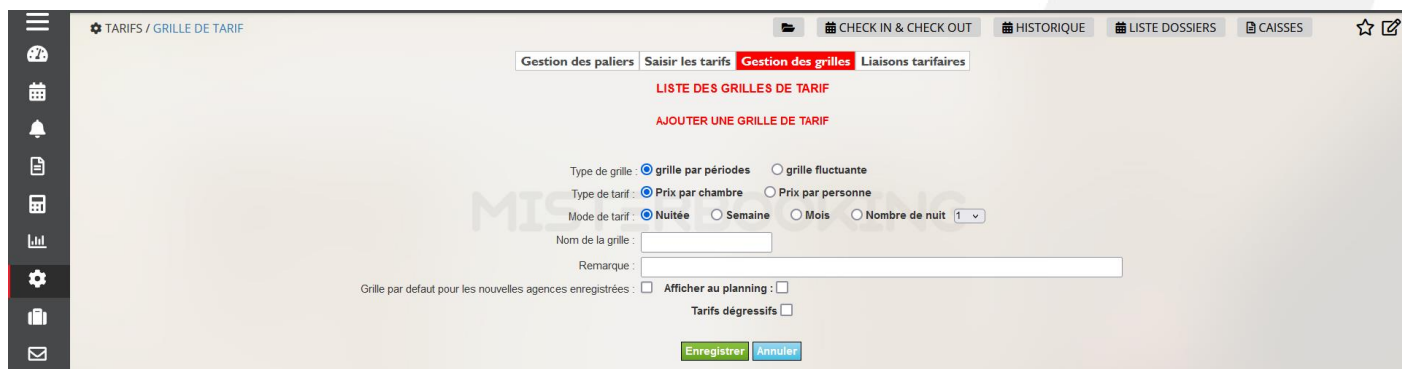 TARIFS / GRILLE DE TARIF
CHECK IN & CHECK OUT
HISTORIQUE
LISTE DOSSIERS
CAISSES
Gestion des paliers
Saisir les tarifs
Gestion des grilles
Liaisons tarifaires
LISTE DES GRILLES DE TARIF
AJOUTER UNE GRILLE DE TARIF
Type de grille : grille par périodes grille fluctuante
Type de tarif : Prix par chambre Prix par personne
MISTERBOOKING
Mode de tarif : Nuitée Semaine Mois Nombre de nuit 1
Nom de la grille :
Remarque :
Grille par defaut pour les nouvelles agences enregistrées : Afficher au planning :
Tarifs dégressifs
Enregistrer Annuler